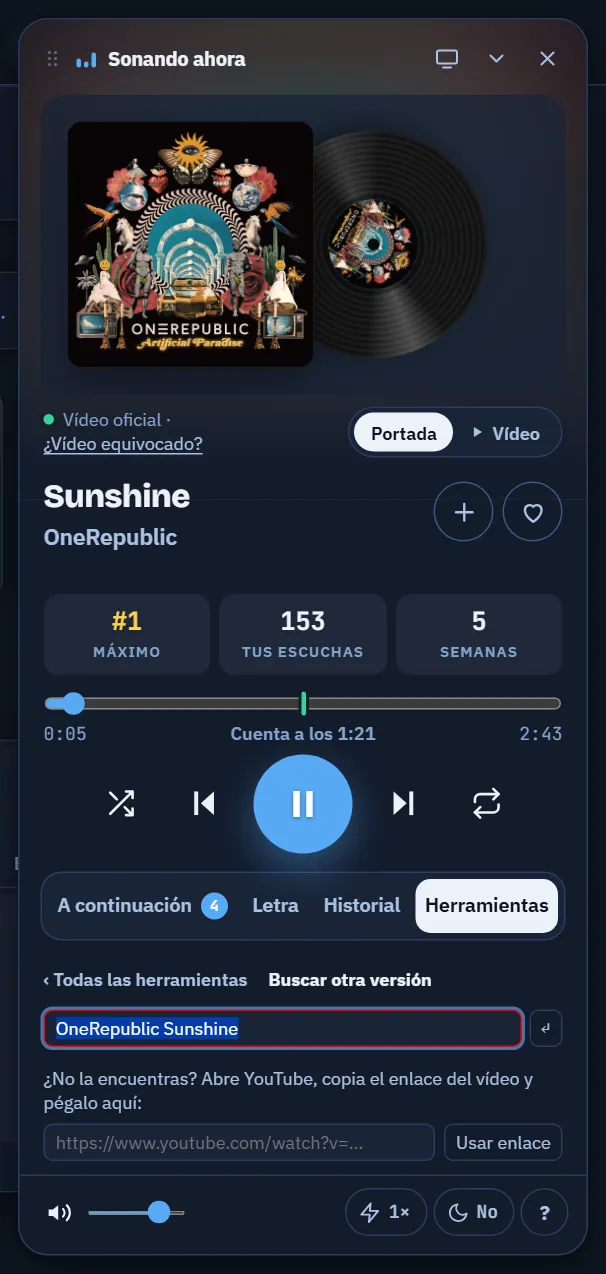 Sonando ahora
ONEREPUBLIC
Artificial Paradise
Vídeo oficial ·
¿Vídeo equivocado?
Portada
Vídeo
Sunshine
OneRepublic
#1
MÁXIMO
153
TUS ESCUCHAS
5
SEMANAS
0:05
Cuenta a los 1:21
2:43
A continuación 4
Letra
Historial
Herramientas
‹ Todas las herramientas
Buscar otra versión
OneRepublic Sunshine
¿No la encuentras? Abre YouTube, copia el enlace del vídeo y
pégalo aquí:
https://www.youtube.com/watch?v=...
Usar enlace
1×
No
?